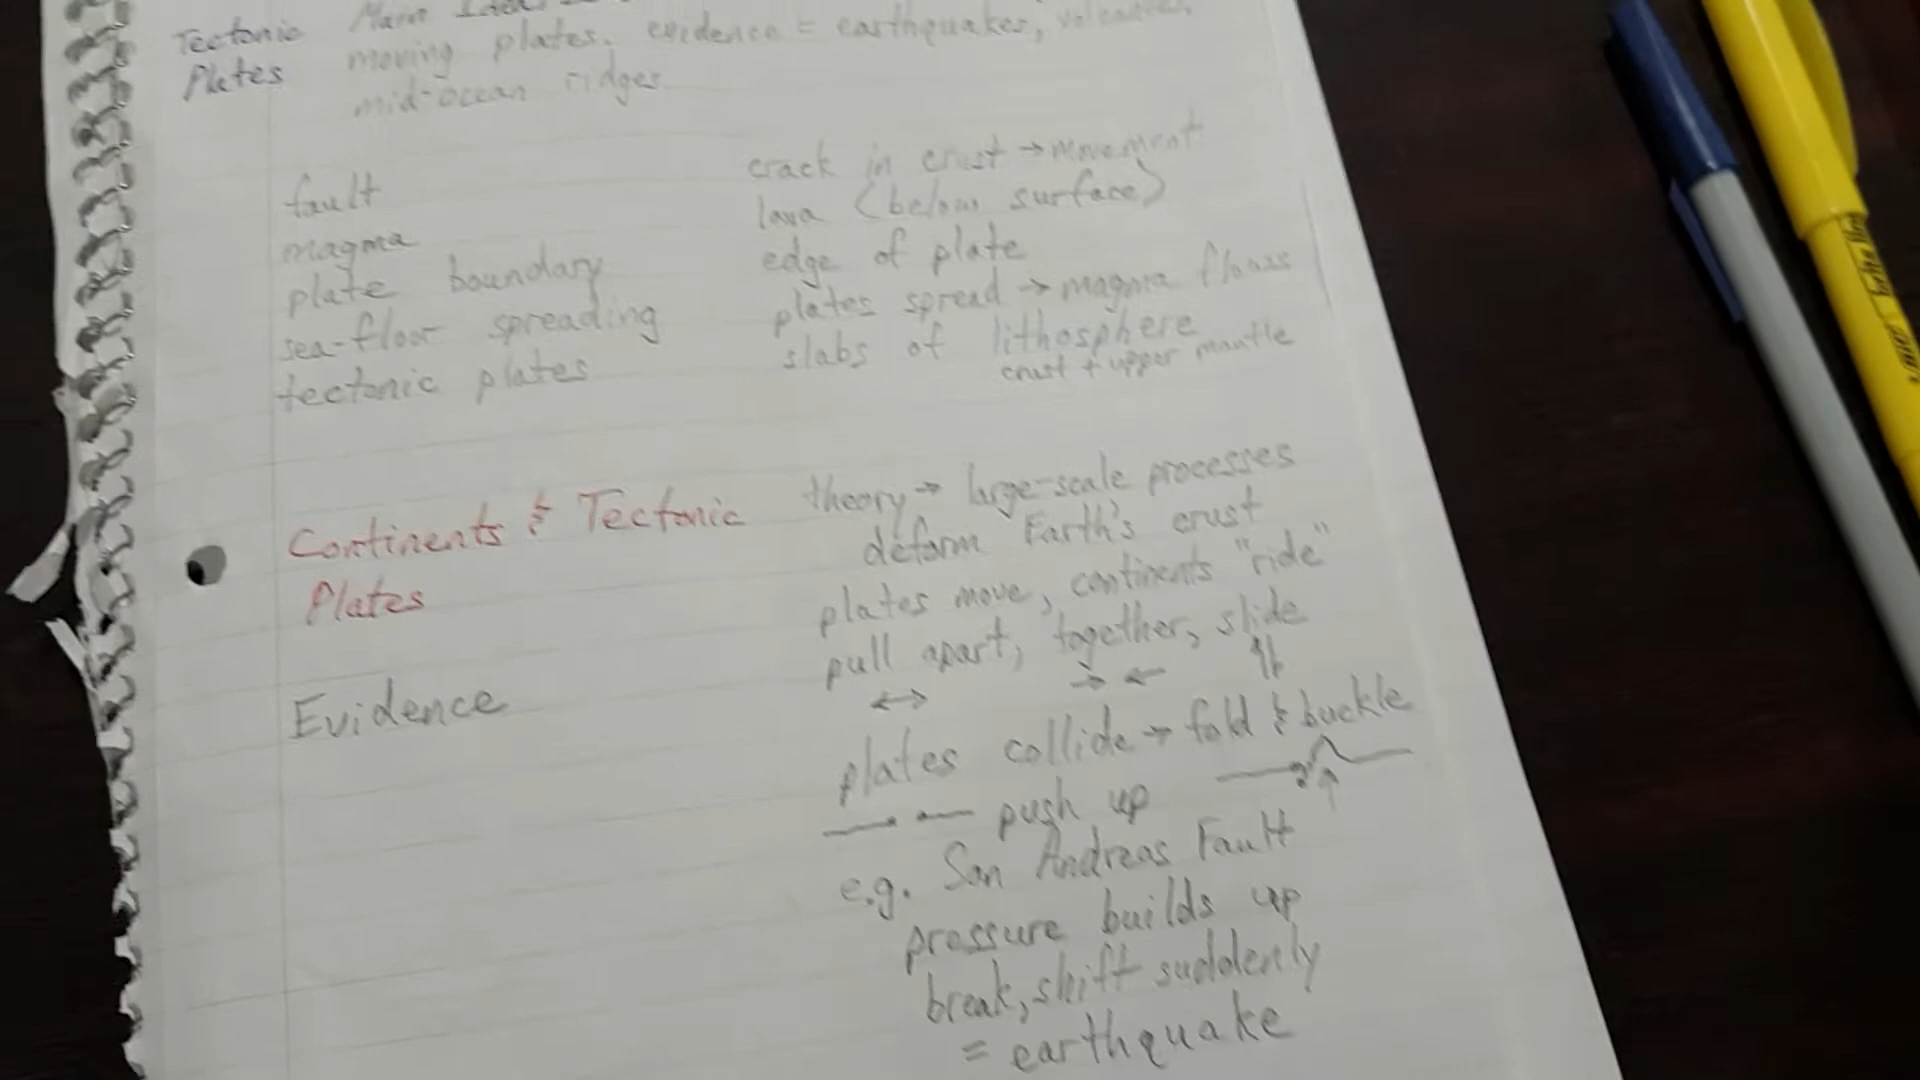 Tectonic Main Idea:
Plates moving plates. evidence = earthquakes, volcanoes,
mid-ocean ridges.
fault crack in crust → movement
magma lava (below surface)
plate boundary edge of plate
sea-floor spreading plates spread → magma flows
tectonic plates slabs of lithosphere
crust + upper mantle
Continents & Tectonic theory → large-scale processes
Plates deform Earth's crust
plates move, continents "ride"
pull apart, together, slide
Evidence plates collide → fold & buckle
push up
e.g. San Andreas Fault
pressure builds up
break, shift suddenly
= earthquake